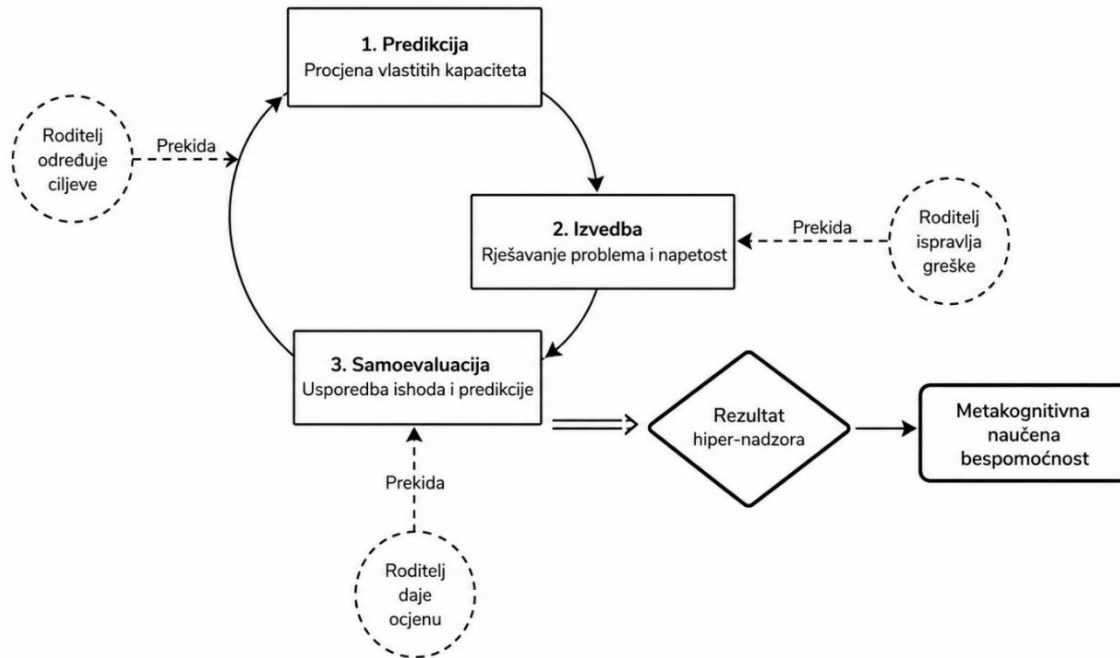 1. Predikcija
Procjena vlastitih kapaciteta
Roditelj
određuje
ciljeve
Prekida
2. Izvedba
Rješavanje problema i napetost
Prekida
Roditelj
ispravlja
greške
3. Samoevaluacija
Usporedba ishoda i predikcije
Rezultat
hiper-nadzora
Metakognitivna
naučena
bespomoćnost
Prekida
Roditelj
daje
ocjenu